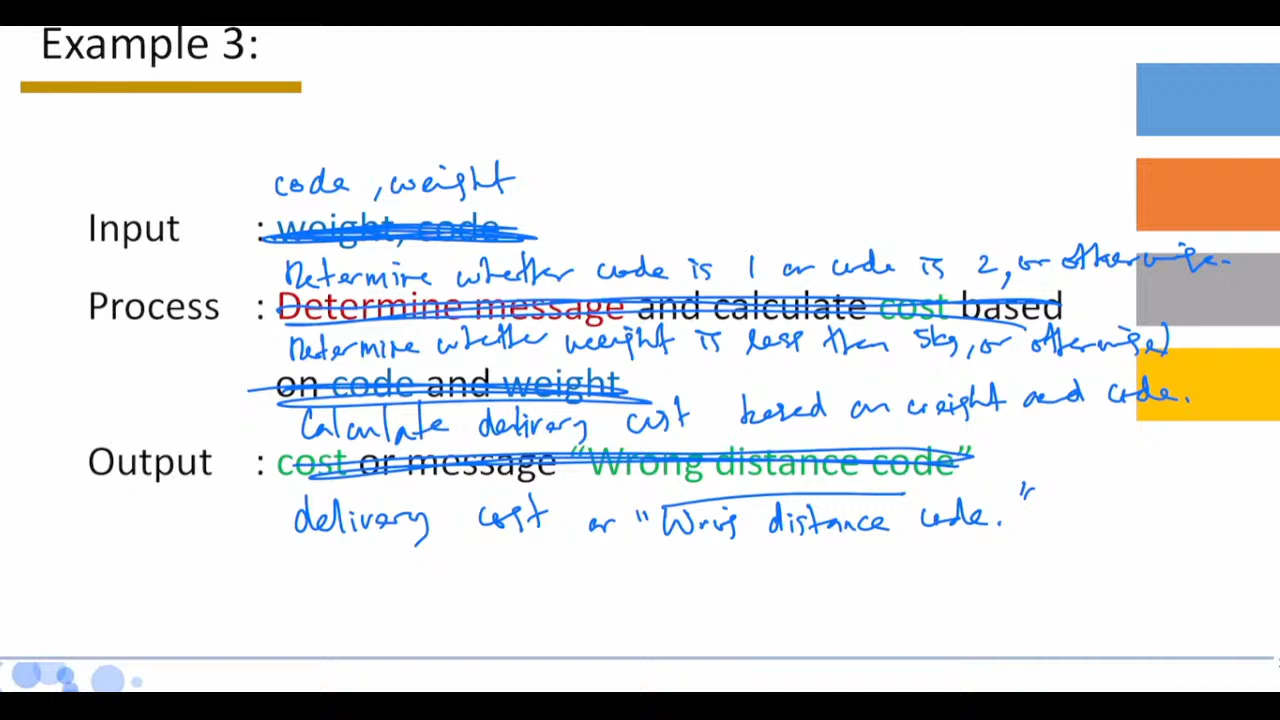 Example 3:
code, weight
Input : weight, code
Determine whether code is 1 or code is 2, or otherwise.
Process : Determine message and calculate cost based
Determine whether weight is less then 5kg, or otherwised
on code and weight
Calculate delivery cost based on weight and code.
Output : cost or message “Wrong distance code”
delivery cost or "Wrong distance code."